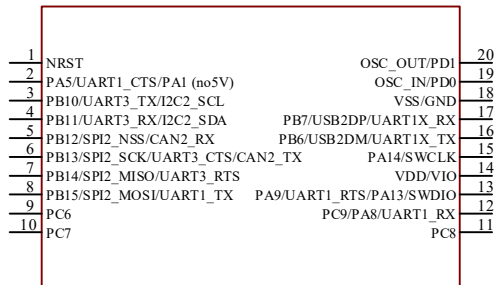 1 NRST
2 PA5/UART1_CTS/PA1 (no5V)
3 PB10/UART3_TX/I2C2_SCL
4 PB11/UART3_RX/I2C2_SDA
5 PB12/SPI2_NSS/CAN2_RX
6 PB13/SPI2_SCK/UART3_CTS/CAN2_TX
7 PB14/SPI2_MISO/UART3_RTS
8 PB15/SPI2_MOSI/UART1_TX
9 PC6
10 PC7
OSC_OUT/PD1 20
OSC_IN/PD0 19
VSS/GND 18
PB7/USB2DP/UART1X_RX 17
PB6/USB2DM/UART1X_TX 16
PA14/SWCLK 15
VDD/VIO 14
PA9/UART1_RTS/PA13/SWDIO 13
PC9/PA8/UART1_RX 12
PC8 11